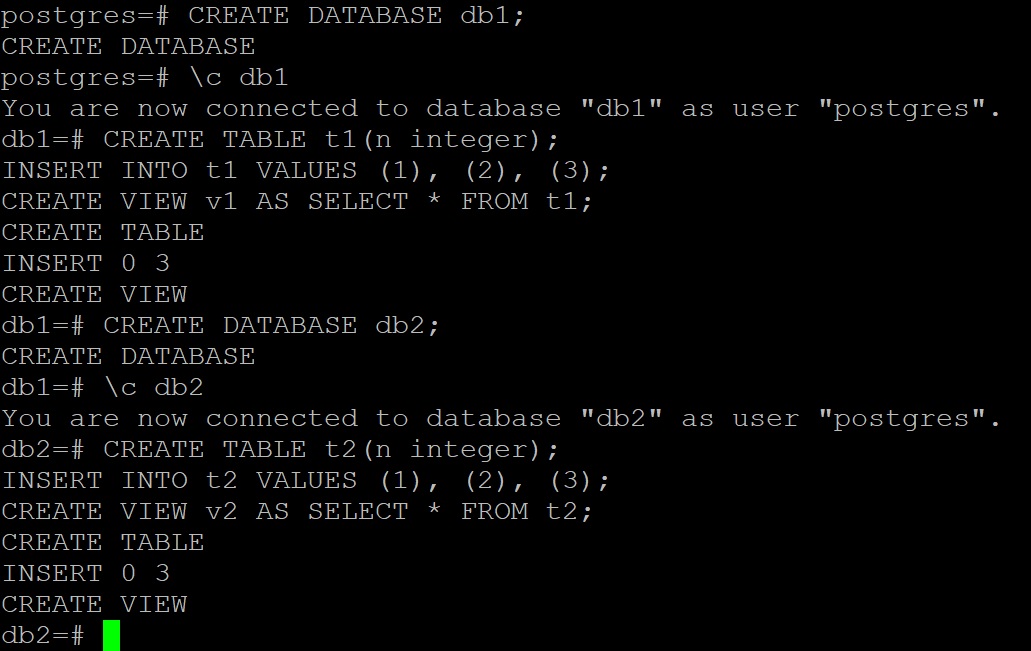 postgres=# CREATE DATABASE db1;
CREATE DATABASE
postgres=# \c db1
You are now connected to database "db1" as user "postgres".
db1=# CREATE TABLE t1(n integer);
INSERT INTO t1 VALUES (1), (2), (3);
CREATE VIEW v1 AS SELECT * FROM t1;
CREATE TABLE
INSERT 0 3
CREATE VIEW
db1=# CREATE DATABASE db2;
CREATE DATABASE
db1=# \c db2
You are now connected to database "db2" as user "postgres".
db2=# CREATE TABLE t2(n integer);
INSERT INTO t2 VALUES (1), (2), (3);
CREATE VIEW v2 AS SELECT * FROM t2;
CREATE TABLE
INSERT 0 3
CREATE VIEW
db2=#